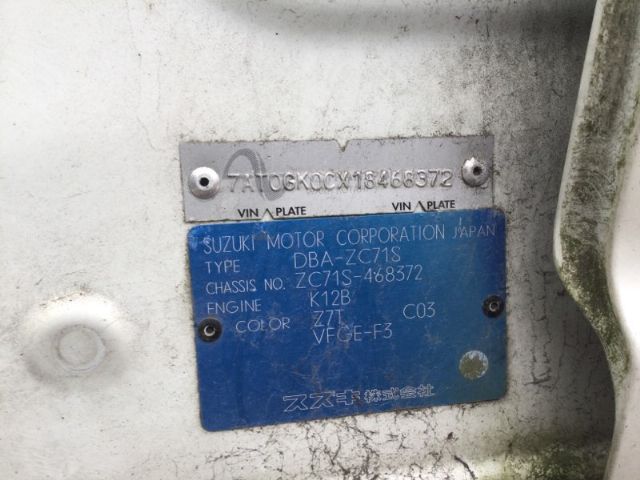 7AT0GK0CX18468372
VIN PLATE VIN PLATE
SUZUKI MOTOR CORPORATION JAPAN
TYPE DBA-ZC71S
CHASSIS NO. ZC71S-468372
ENGINE K12B
COLOR Z7T C03
VFGE-F3
スズキ株式会社